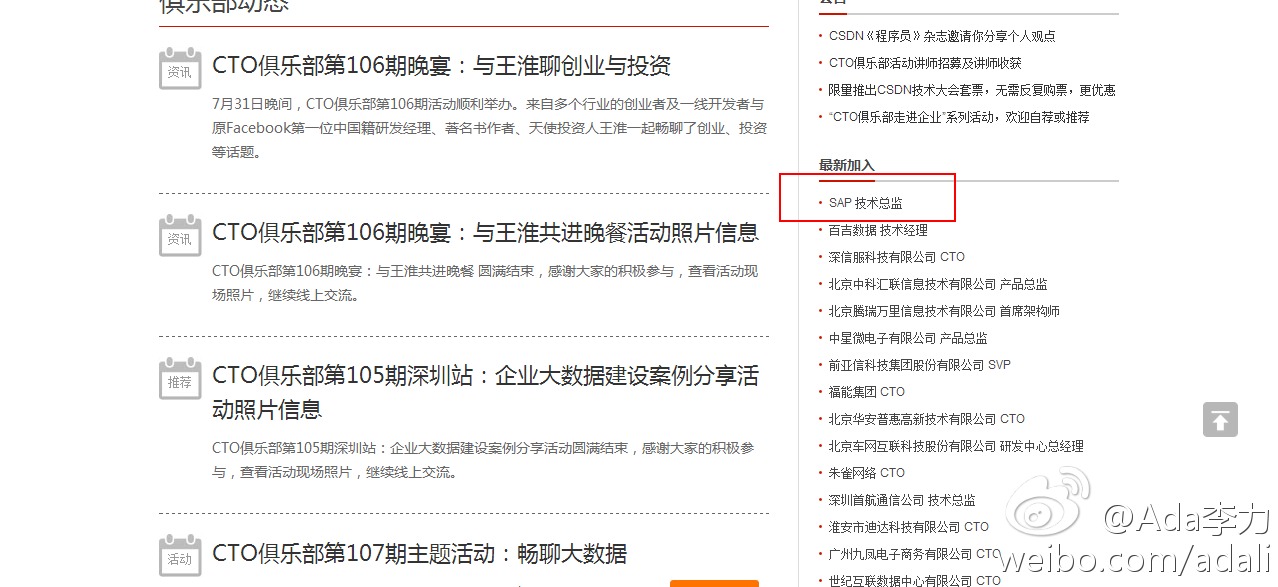 俱乐部动态
资讯
CTO俱乐部第106期晚宴：与王淮聊创业与投资
7月31日晚间，CTO俱乐部第106期活动顺利举办。来自多个行业的创业者及一线开发者与
原Facebook第一位中国籍研发经理、著名书作者、天使投资人王淮一起畅聊了创业、投资
等话题。
资讯
CTO俱乐部第106期晚宴：与王淮共进晚餐活动照片信息
CTO俱乐部第106期晚宴：与王淮共进晚餐 圆满结束，感谢大家的积极参与，查看活动现
场照片，继续线上交流。
推荐
CTO俱乐部第105期深圳站：企业大数据建设案例分享活
动照片信息
CTO俱乐部第105期深圳站：企业大数据建设案例分享活动圆满结束，感谢大家的积极参
与，查看活动现场照片，继续线上交流。
活动
CTO俱乐部第107期主题活动：畅聊大数据
公告
CSDN《程序员》杂志邀请你分享个人观点
CTO俱乐部活动讲师招募及讲师收获
限量推出CSDN技术大会套票，无需反复购票，更优惠
“CTO俱乐部走进企业”系列活动，欢迎自荐或推荐
最新加入
SAP 技术总监
百吉数据 技术经理
深信服科技有限公司 CTO
北京中科汇联信息技术有限公司 产品总监
北京腾瑞万里信息技术有限公司 首席架构师
中星微电子有限公司 产品总监
前亚信科技集团股份有限公司 SVP
福能集团 CTO
北京华安普惠高新技术有限公司 CTO
北京车网互联科技股份有限公司 研发中心总经理
朱雀网络 CTO
深圳首航通信公司 技术总监
淮安市迪达科技有限公司 CTO
广州九凤电子商务有限公司 CTO
世纪互联数据中心有限公司 CTO
@Ada李力
weibo.com/adali